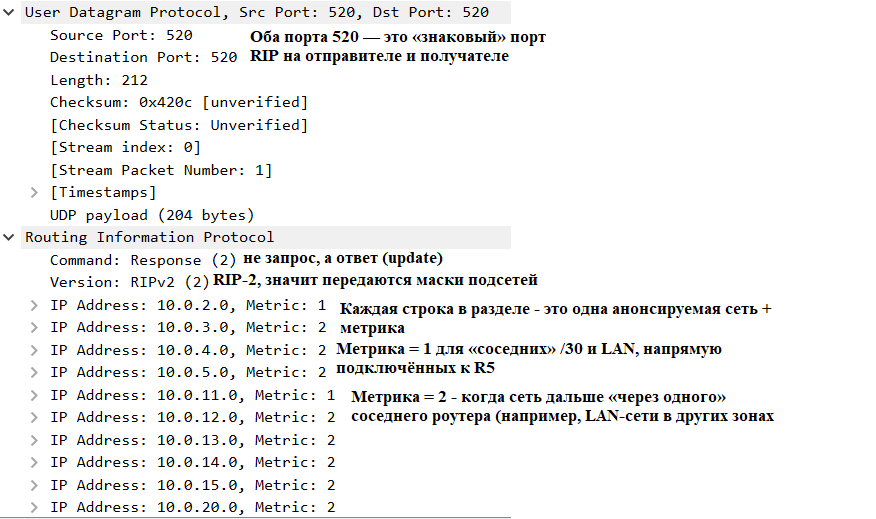 User Datagram Protocol, Src Port: 520, Dst Port: 520
Source Port: 520
Оба порта 520 — это «знаковый» порт
Destination Port: 520
RIP на отправителе и получателе
Length: 212
Checksum: 0x420c [unverified]
[Checksum Status: Unverified]
[Stream index: 0]
[Stream Packet Number: 1]
[Timestamps]
UDP payload (204 bytes)
Routing Information Protocol
Command: Response (2)
не запрос, а ответ (update)
Version: RIPv2 (2)
RIP-2, значит передаются маски подсетей
IP Address: 10.0.2.0, Metric: 1
Каждая строка в разделе - это одна анонсируемая сеть +
IP Address: 10.0.3.0, Metric: 2
метрика
IP Address: 10.0.4.0, Metric: 2
Метрика = 1 для «соседних» /30 и LAN, напрямую
IP Address: 10.0.5.0, Metric: 2
подключённых к R5
IP Address: 10.0.11.0, Metric: 1
Метрика = 2 - когда сеть дальше «через одного»
IP Address: 10.0.12.0, Metric: 2
соседнего роутера (например, LAN-сети в других зонах
IP Address: 10.0.13.0, Metric: 2
IP Address: 10.0.14.0, Metric: 2
IP Address: 10.0.15.0, Metric: 2
IP Address: 10.0.20.0, Metric: 2